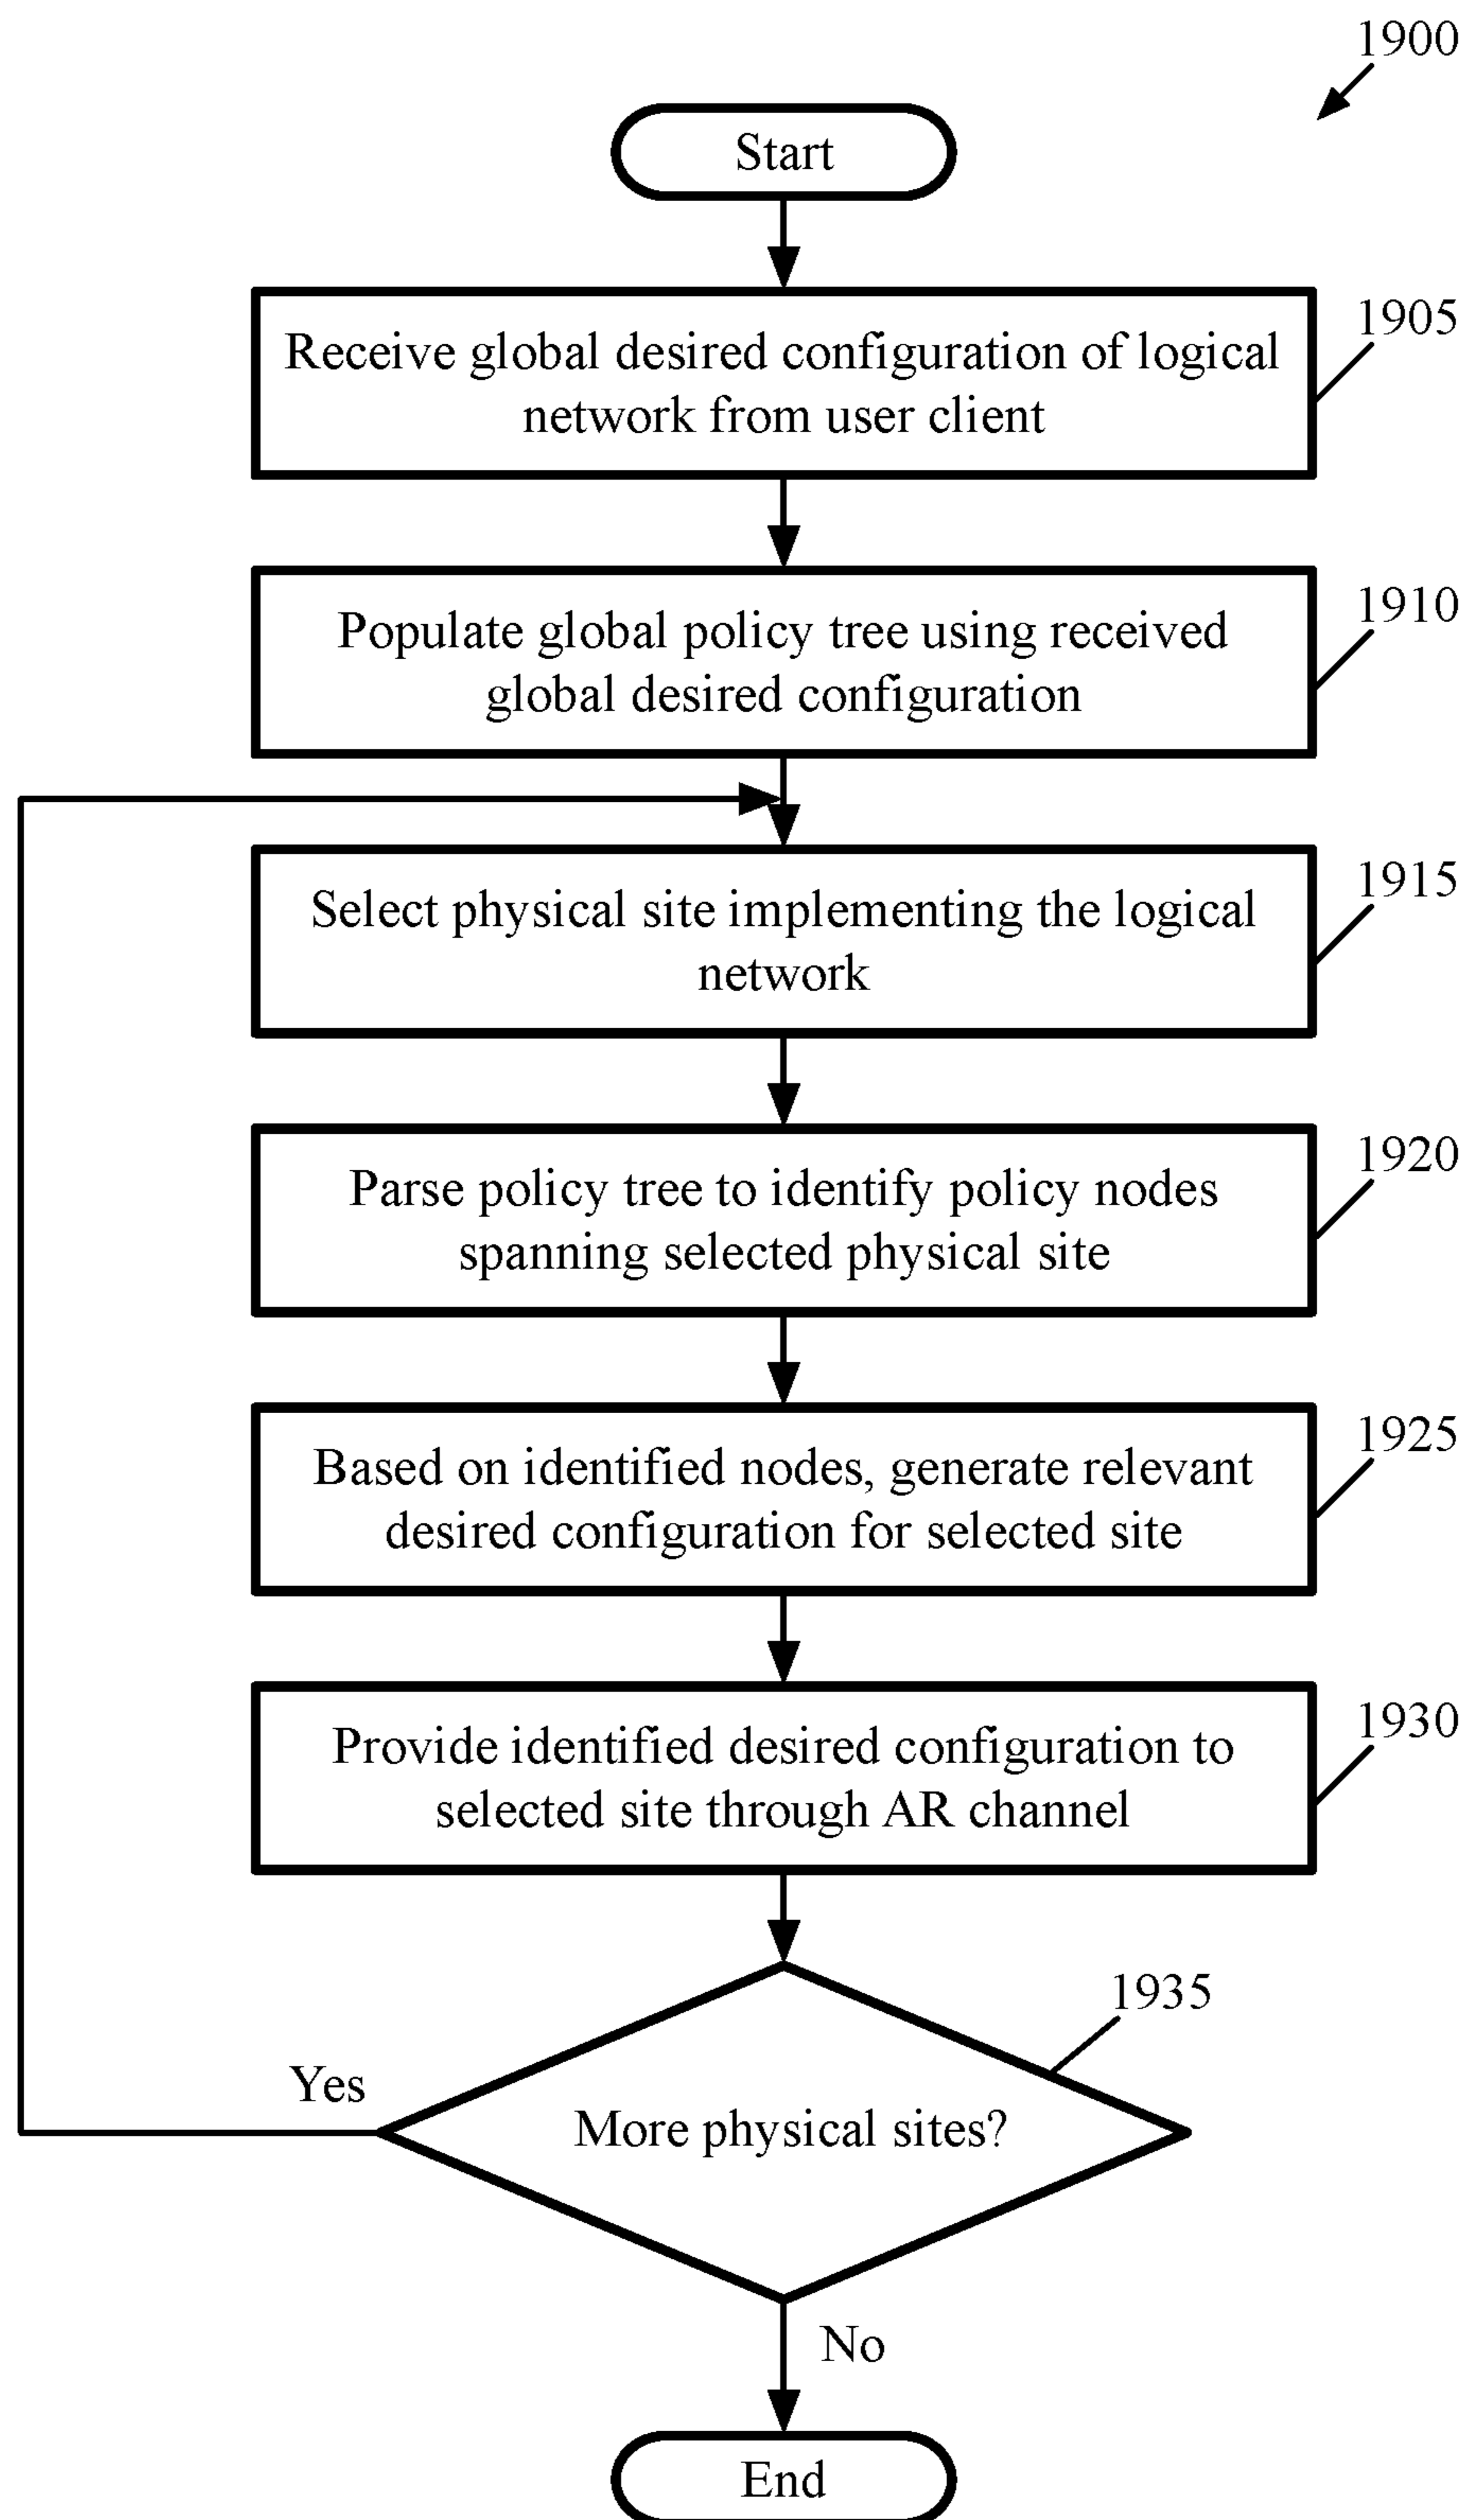 1900
Start
Receive global desired configuration of logical
network from user client
1905
Populate global policy tree using received
global desired configuration
1910
Select physical site implementing the logical
network
1915
Parse policy tree to identify policy nodes
spanning selected physical site
1920
Based on identified nodes, generate relevant
desired configuration for selected site
1925
Provide identified desired configuration to
selected site through AR channel
1930
1935
Yes
More physical sites?
No
End